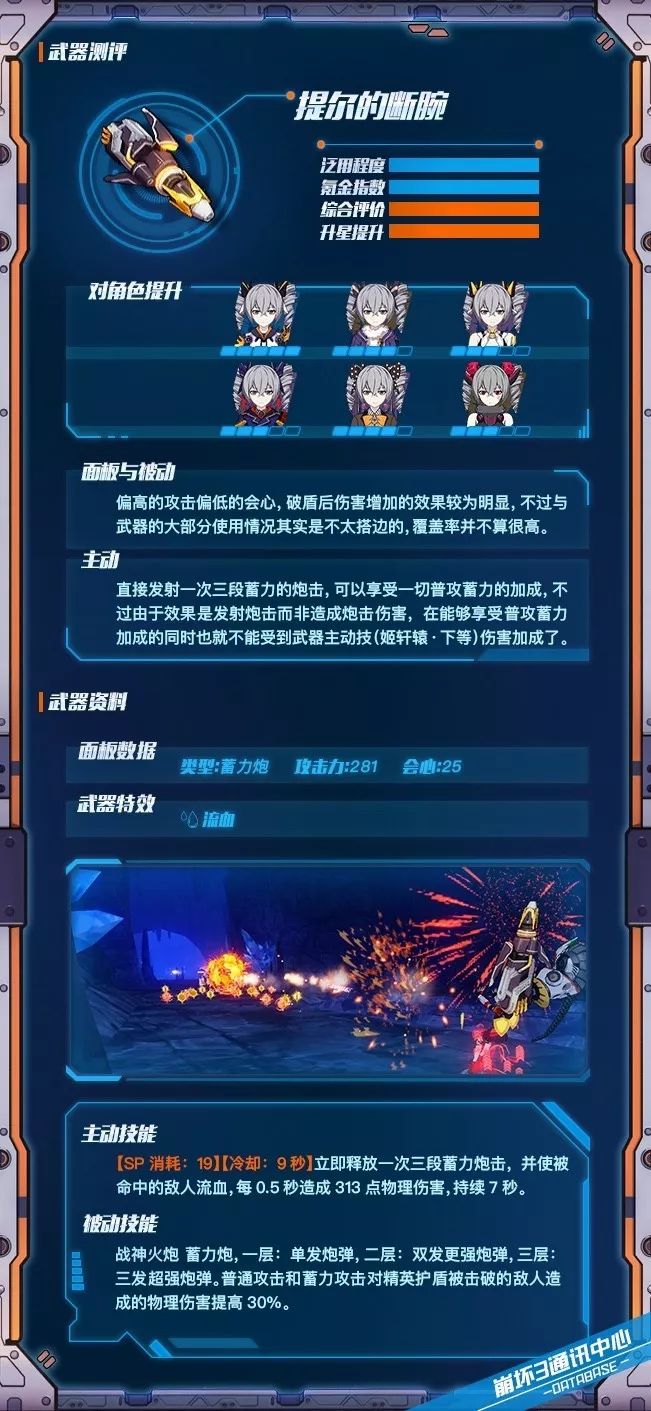 武器测评
提尔的断腕
泛用程度
氪金指数
综合评价
升星提升
对角色提升
面板与被动
偏高的攻击偏低的会心，破盾后伤害增加的效果较为明显，不过与
武器的大部分使用情况其实是不太搭边的，覆盖率并不算很高。
主动
直接发射一次三段蓄力的炮击，可以享受一切普攻蓄力的加成，不
过由于效果是发射炮击而非造成炮击伤害，在能够享受普攻蓄力
加成的同时也就不能受到武器主动技(姬轩辕·下等)伤害加成了。
武器资料
面板数据
类型:蓄力炮 攻击力:281 会心:25
武器特效
流血
主动技能
【SP 消耗：19】【冷却：9 秒】立即释放一次三段蓄力炮击，并使被
命中的敌人流血，每 0.5 秒造成 313 点物理伤害，持续 7 秒。
被动技能
战神火炮 蓄力炮，一层：单发炮弹，二层：双发更强炮弹，三层：
三发超强炮弹。普通攻击和蓄力攻击对精英护盾被击破的敌人造
成的物理伤害提高 30%。
崩坏3通讯中心
-DATABASE-